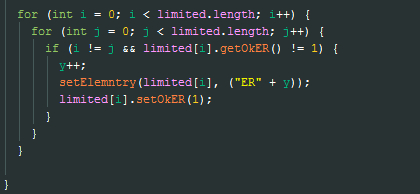 for (int i = 0; i < limited.length; i++) {
for (int j = 0; j < limited.length; j++) {
if (i != j && limited[i].getOkER() != 1) {
y++;
setElemntry(limited[i], ("ER" + y));
limited[i].setOkER(1);
}
}
}
}